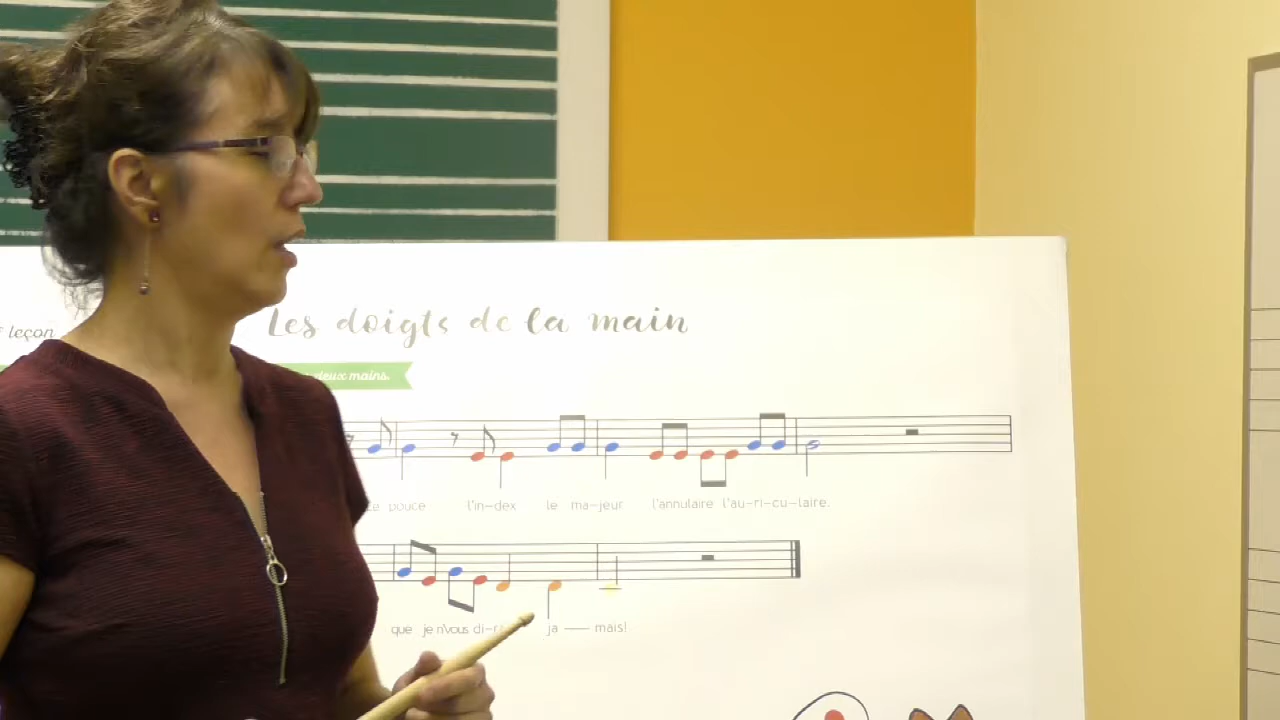 leçon
Les doigts de la main
deux mains.
Le pouce l'in-dex le ma-jeur l'annulaire l'au-ri-cu-laire.
que je n'vous di- ja — mais!